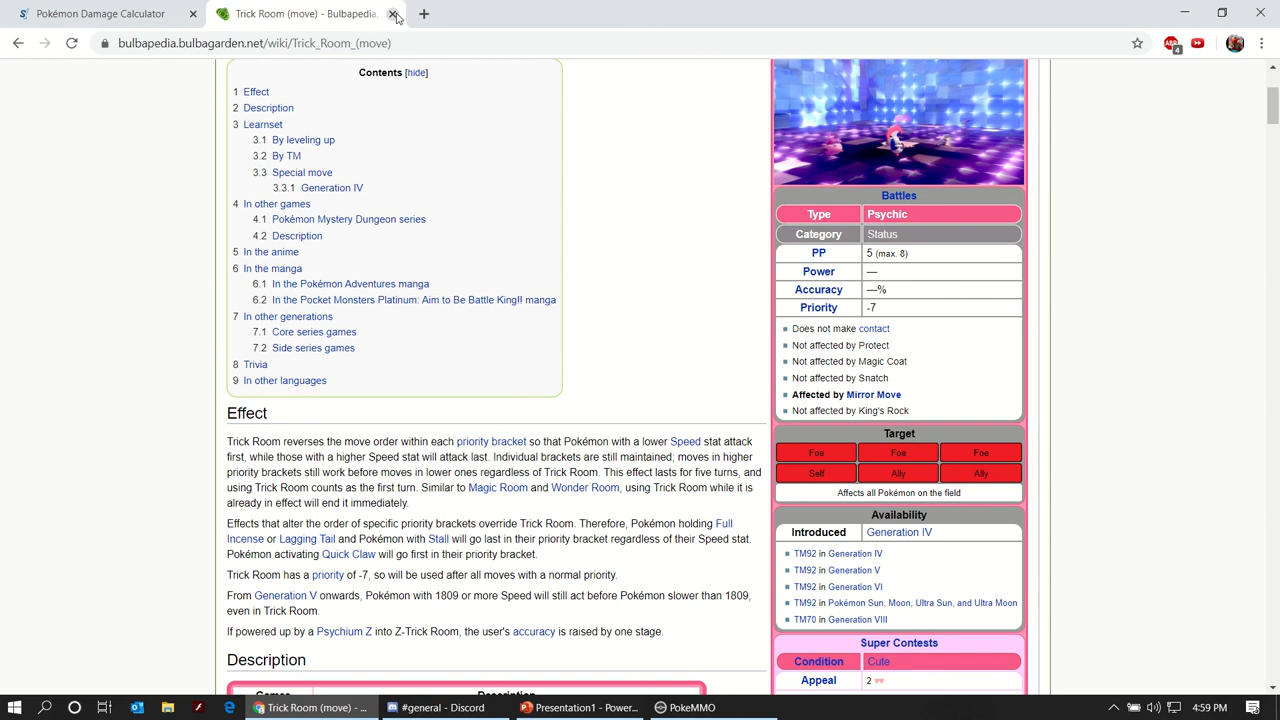 Pokémon Damage Calculator
Trick Room (move) - Bulbapedia,
bulbapedia.bulbagarden.net/wiki/Trick_Room_(move)
ABP
4
Contents [hide]
1 Effect
2 Description
3 Learnset
3.1 By leveling up
3.2 By TM
3.3 Special move
3.3.1 Generation IV
4 In other games
4.1 Pokémon Mystery Dungeon series
4.2 Description
5 In the anime
6 In the manga
6.1 In the Pokémon Adventures manga
6.2 In the Pocket Monsters Platinum: Aim to Be Battle King!! manga
7 In other generations
7.1 Core series games
7.2 Side series games
8 Trivia
9 In other languages
Effect
Trick Room reverses the move order within each priority bracket so that Pokémon with a lower Speed stat attack
first, while those with a higher Speed stat will attack last. Individual brackets are still maintained; moves in higher
priority brackets still work before moves in lower ones regardless of Trick Room. This effect lasts for five turns, and
using Trick Room counts as the first turn. Similar to Magic Room and Wonder Room, using Trick Room while it is
already in effect will end it immediately.
Effects that alter the order of specific priority brackets override Trick Room. Therefore, Pokémon holding Full
Incense or Lagging Tail and Pokémon with Stall will go last in their priority bracket regardless of their Speed stat.
Pokémon activating Quick Claw will go first in their priority bracket.
Trick Room has a priority of -7, so will be used after all moves with a normal priority.
From Generation V onwards, Pokémon with 1809 or more Speed will still act before Pokémon slower than 1809,
even in Trick Room.
If powered up by a Psychium Z into Z-Trick Room, the user's accuracy is raised by one stage.
Description
Games Description
Battles
Type Psychic
Category Status
PP 5 (max. 8)
Power —
Accuracy —%
Priority -7
Does not make contact
Not affected by Protect
Not affected by Magic Coat
Not affected by Snatch
Affected by Mirror Move
Not affected by King's Rock
Target
Foe Foe Foe
Self Ally Ally
Affects all Pokémon on the field
Availability
Introduced Generation IV
TM92 in Generation IV
TM92 in Generation V
TM92 in Generation VI
TM92 in Pokémon Sun, Moon, Ultra Sun, and Ultra Moon
TM70 in Generation VIII
Super Contests
Condition Cute
Appeal 2
Trick Room (move) - ...
#general - Discord
Presentation1 - Power...
PokeMMO
4:59 PM